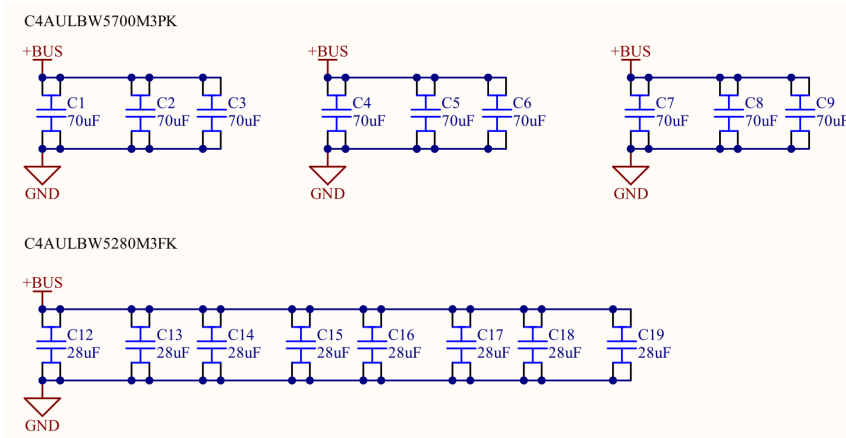 C4AULBW5700M3PK
+BUS +BUS +BUS
C1 C2 C3 C4 C5 C6 C7 C8 C9
70uF 70uF 70uF 70uF 70uF 70uF 70uF 70uF 70uF
GND GND GND
C4AULBW5280M3FK
+BUS
C12 C13 C14 C15 C16 C17 C18 C19
28uF 28uF 28uF 28uF 28uF 28uF 28uF 28uF
GND